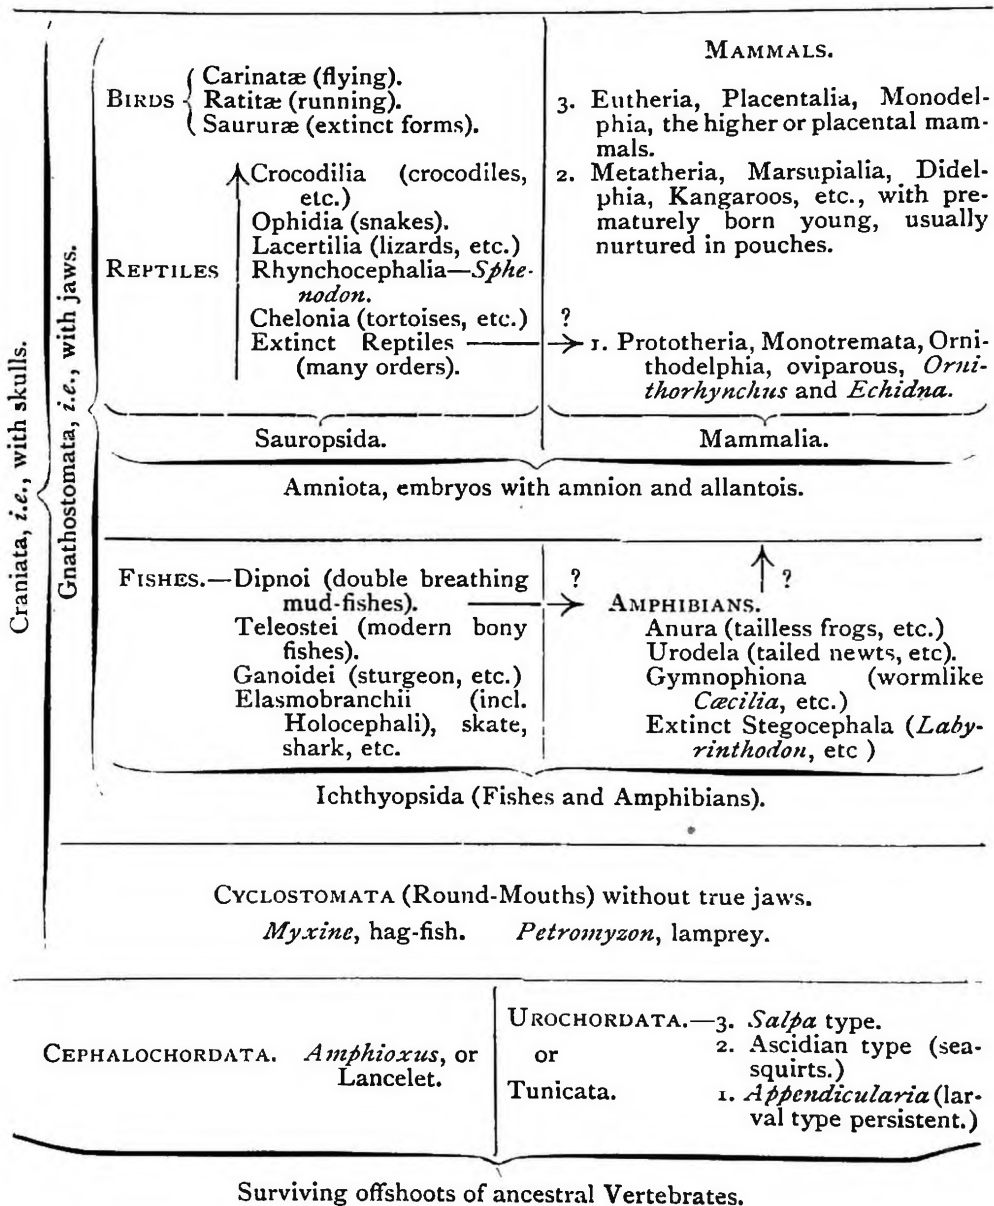 Craniata, i.e., with skulls.
Gnathostomata, i.e., with jaws.
BIRDS
Carinatæ (flying).
Ratitæ (running).
Saururæ (extinct forms).
REPTILES
Crocodilia (crocodiles,
etc.)
Ophidia (snakes).
Lacertilia (lizards, etc.)
Rhynchocephalia—Sphe-
nodon.
Chelonia (tortoises, etc.)
Extinct Reptiles
(many orders).
?
Sauropsida.
MAMMALS.
3. Eutheria, Placentalia, Monodel-
phia, the higher or placental mam-
mals.
2. Metatheria, Marsupialia, Didel-
phia, Kangaroos, etc., with pre-
maturely born young, usually
nurtured in pouches.
1. Prototheria, Monotremata, Orni-
thodelphia, oviparous, Orni-
thorhynchus and Echidna.
Mammalia.
Amniota, embryos with amnion and allantois.
FISHES.—Dipnoi (double breathing
mud-fishes).
Teleostei (modern bony
fishes).
Ganoidei (sturgeon, etc.)
Elasmobranchii (incl.
Holocephali), skate,
shark, etc.
?
?
AMPHIBIANS.
Anura (tailless frogs, etc.)
Urodela (tailed newts, etc).
Gymnophiona (wormlike
Cæcilia, etc.)
Extinct Stegocephala (Laby-
rinthodon, etc )
Ichthyopsida (Fishes and Amphibians).
CYCLOSTOMATA (Round-Mouths) without true jaws.
Myxine, hag-fish. Petromyzon, lamprey.
CEPHALOCHORDATA. Amphioxus, or
Lancelet.
UROCHORDATA.—3. Salpa type.
or
Tunicata.
2. Ascidian type (sea-
squirts.)
1. Appendicularia (lar-
val type persistent.)
Surviving offshoots of ancestral Vertebrates.